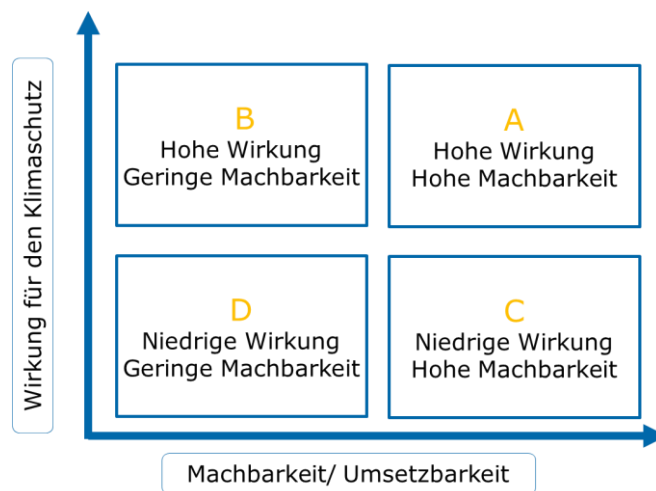 Wirkung für den Klimaschutz
B
Hohe Wirkung
Geringe Machbarkeit
A
Hohe Wirkung
Hohe Machbarkeit
D
Niedrige Wirkung
Geringe Machbarkeit
C
Niedrige Wirkung
Hohe Machbarkeit
Machbarkeit/ Umsetzbarkeit